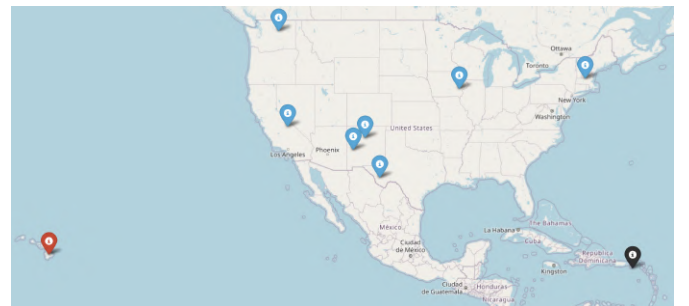 Ottawa
Toronto
New York
Washington
United States
Los Angeles
Phoenix
México
Ciudad
de México
La Habana
Cuba
The Bahamas
República
Dominicana
Kingston
Ciudad
de Guatemala
Honduras
Nicaragua